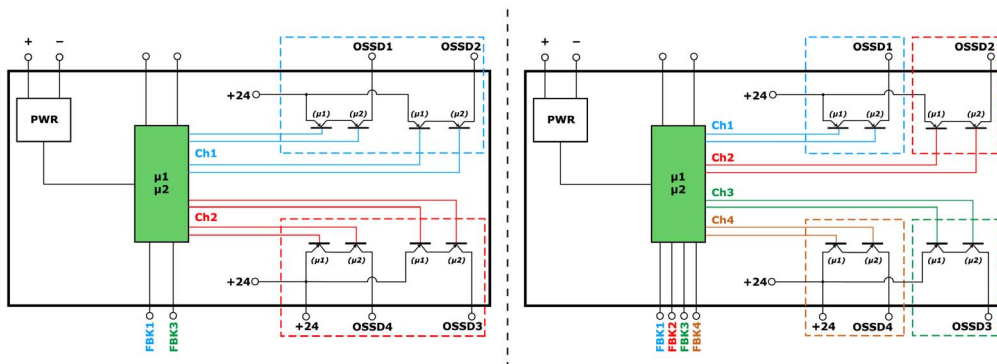 + −
OSSD1 OSSD2
+24
PWR
(μ1) (μ2) (μ1) (μ2)
Ch1
μ1
μ2
Ch2
(μ1) (μ2) (μ1) (μ2)
+24
+24 OSSD4 OSSD3
FBK1
FBK3
+ −
OSSD1 OSSD2
+24
PWR
(μ1) (μ2) (μ1) (μ2)
Ch1
Ch2
μ1
μ2
Ch3
Ch4
(μ1) (μ2) (μ1) (μ2)
+24
+24 OSSD4 OSSD3
FBK1
FBK2
FBK3
FBK4